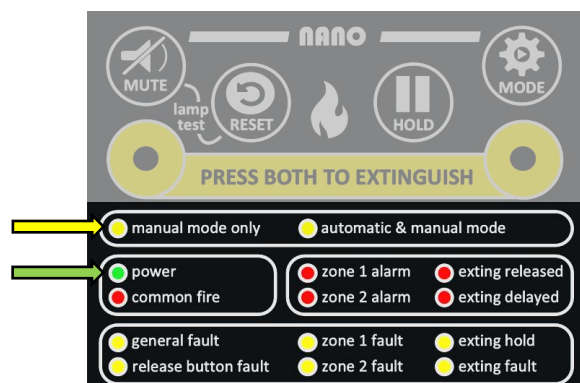 NANO
MUTE
MODE
lamp
test
RESET
HOLD
PRESS BOTH TO EXTINGUISH
manual mode only automatic & manual mode
power zone 1 alarm exting released
common fire zone 2 alarm exting delayed
general fault zone 1 fault exting hold
release button fault zone 2 fault exting fault